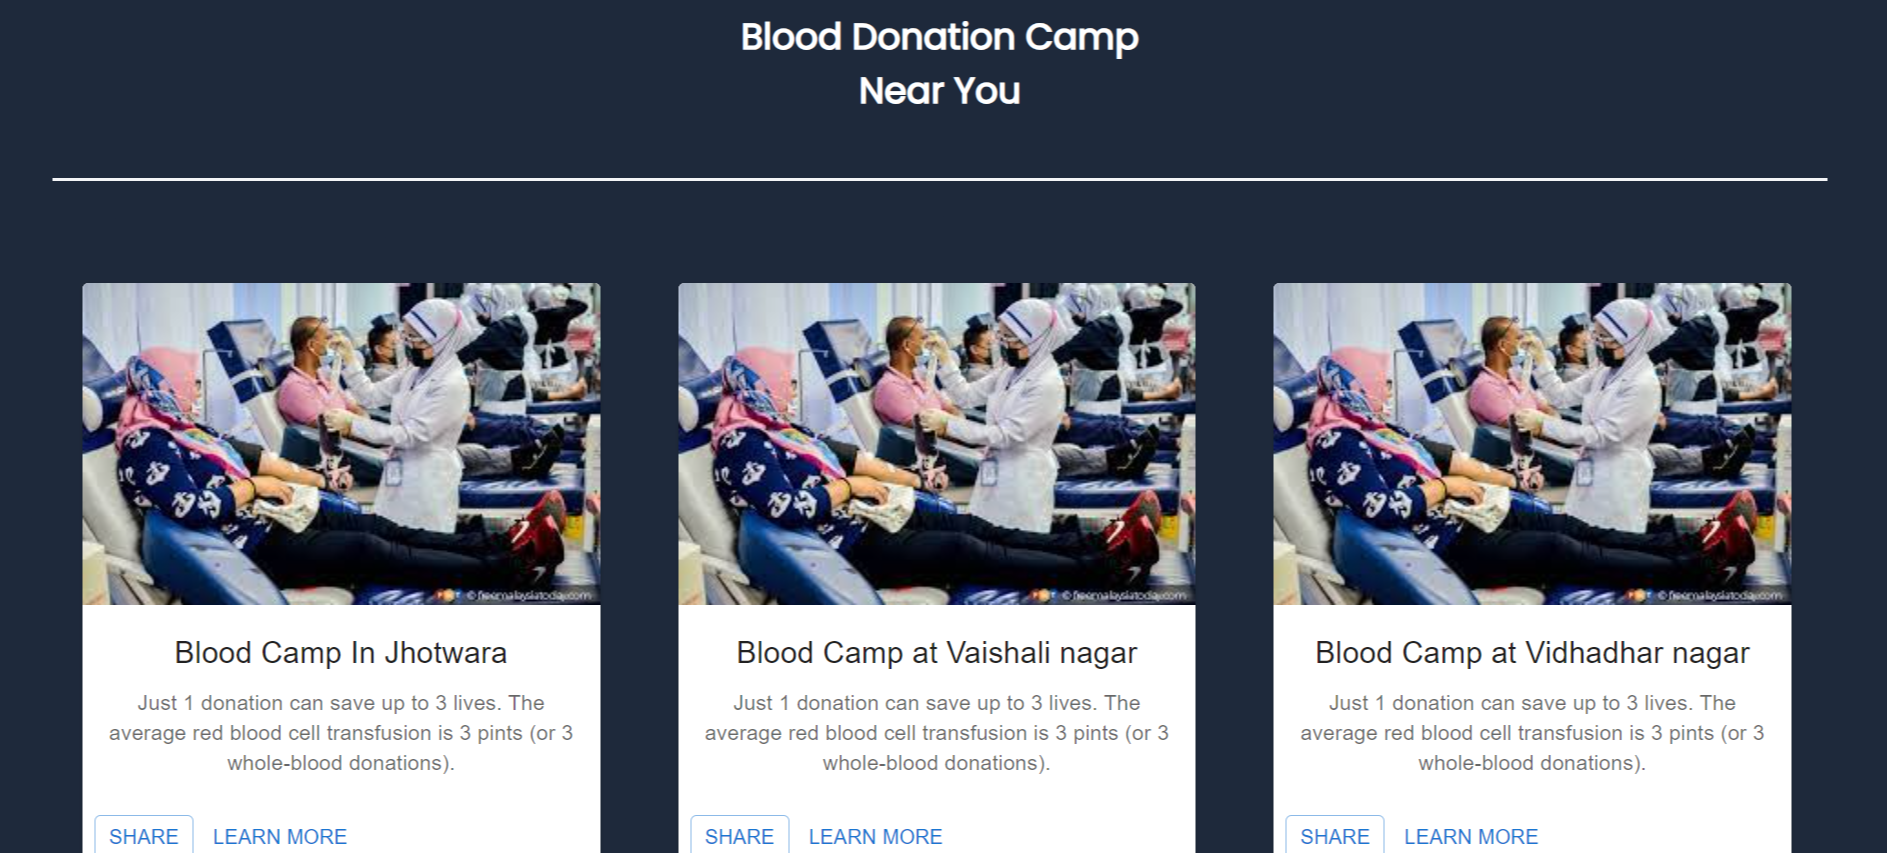 Blood Donation Camp
Near You
© freemalaysiatoday.com
© freemalaysiatoday.com
© freemalaysiatoday.com
Blood Camp In Jhotwara
Just 1 donation can save up to 3 lives. The
average red blood cell transfusion is 3 pints (or 3
whole-blood donations).
SHARE LEARN MORE
Blood Camp at Vaishali nagar
Just 1 donation can save up to 3 lives. The
average red blood cell transfusion is 3 pints (or 3
whole-blood donations).
SHARE LEARN MORE
Blood Camp at Vidhadhar nagar
Just 1 donation can save up to 3 lives. The
average red blood cell transfusion is 3 pints (or 3
whole-blood donations).
SHARE LEARN MORE